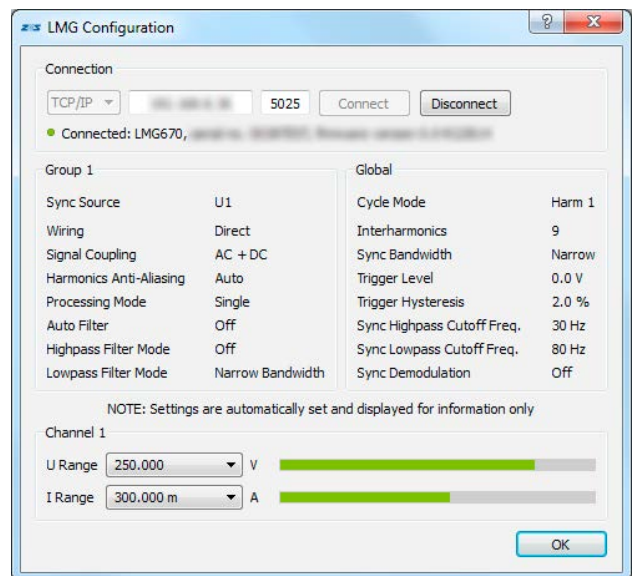 ZES LMG Configuration
Connection
TCP/IP 5025 Connect Disconnect
Connected: LMG670,
Group 1
Sync Source U1
Wiring Direct
Signal Coupling AC + DC
Harmonics Anti-Aliasing Auto
Processing Mode Single
Auto Filter Off
Highpass Filter Mode Off
Lowpass Filter Mode Narrow Bandwidth
Global
Cycle Mode Harm 1
Interharmonics 9
Sync Bandwidth Narrow
Trigger Level 0.0 V
Trigger Hysteresis 2.0 %
Sync Highpass Cutoff Freq. 30 Hz
Sync Lowpass Cutoff Freq. 80 Hz
Sync Demodulation Off
NOTE: Settings are automatically set and displayed for information only
Channel 1
U Range 250.000 V
I Range 300.000 m A
OK